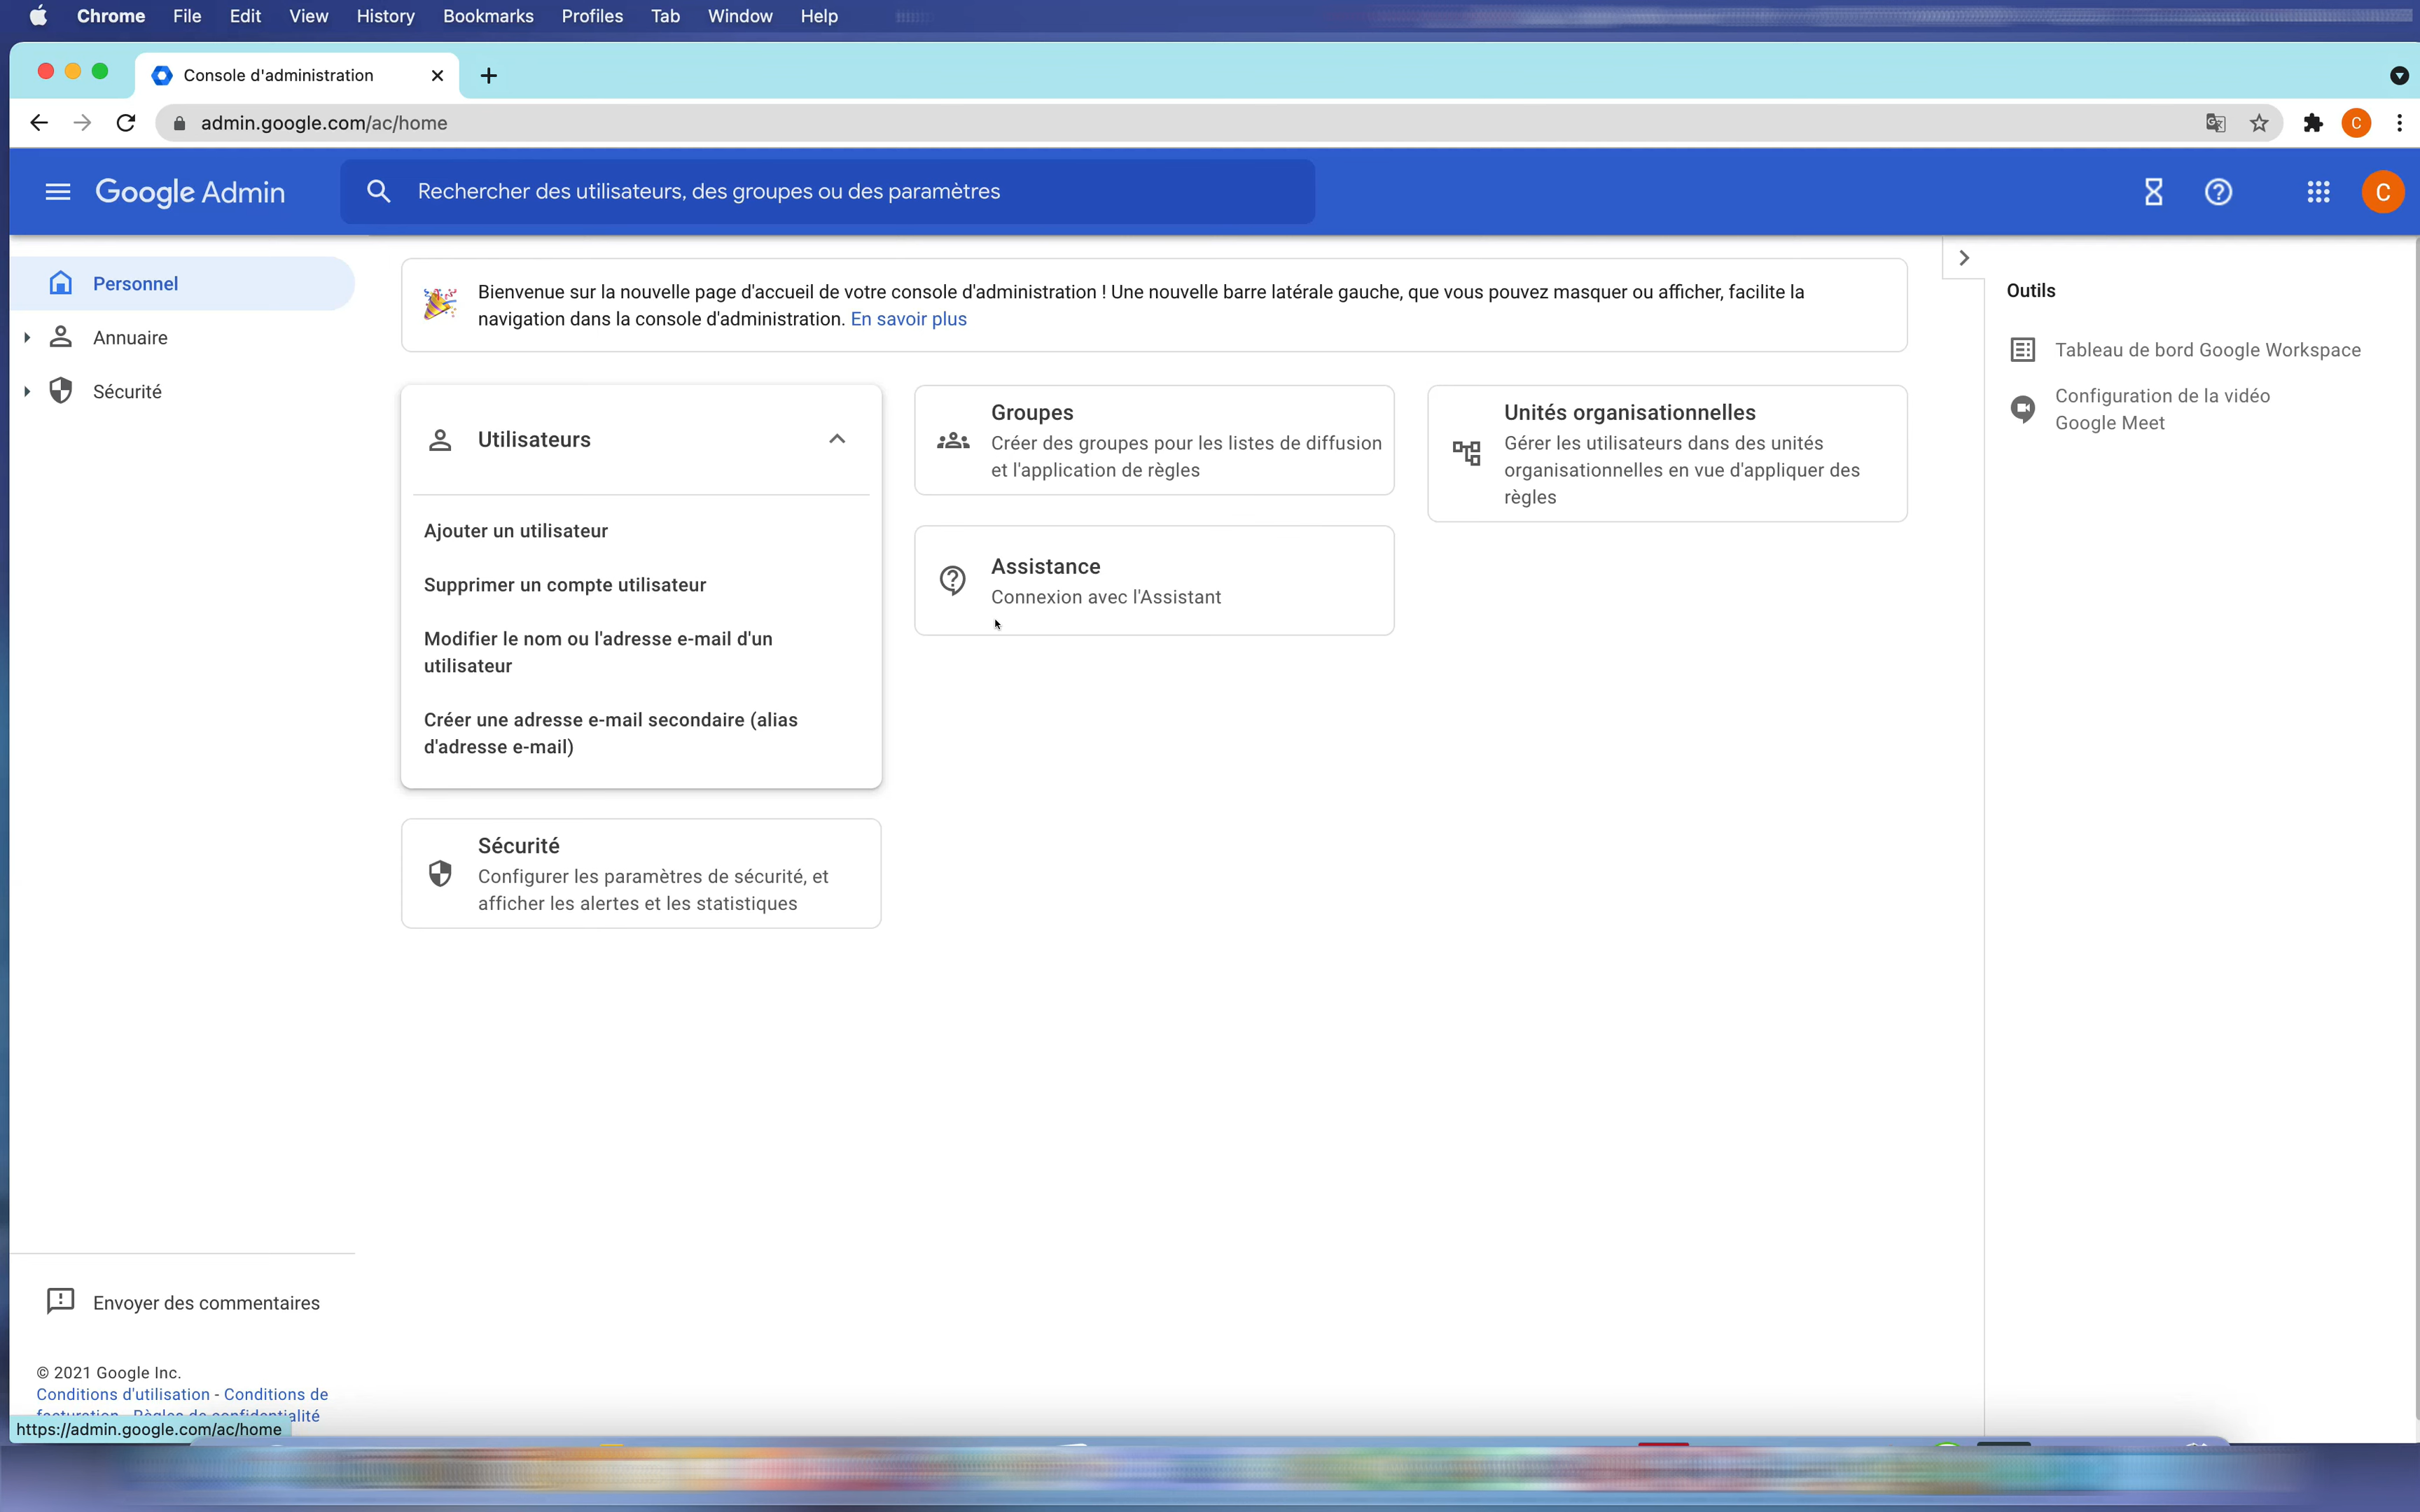 Chrome File Edit View History Bookmarks Profiles Tab Window Help
Console d'administration
admin.google.com/ac/home
C
Google Admin
Rechercher des utilisateurs, des groupes ou des paramètres
C
Personnel
Annuaire
Sécurité
Bienvenue sur la nouvelle page d'accueil de votre console d'administration ! Une nouvelle barre latérale gauche, que vous pouvez masquer ou afficher, facilite la
navigation dans la console d'administration. En savoir plus
Utilisateurs
Ajouter un utilisateur
Supprimer un compte utilisateur
Modifier le nom ou l'adresse e-mail d'un
utilisateur
Créer une adresse e-mail secondaire (alias
d'adresse e-mail)
Sécurité
Configurer les paramètres de sécurité, et
afficher les alertes et les statistiques
Groupes
Créer des groupes pour les listes de diffusion
et l'application de règles
Assistance
Connexion avec l'Assistant
Unités organisationnelles
Gérer les utilisateurs dans des unités
organisationnelles en vue d'appliquer des
règles
Outils
Tableau de bord Google Workspace
Configuration de la vidéo
Google Meet
Envoyer des commentaires
© 2021 Google Inc.
Conditions d'utilisation - Conditions de
facturation - Règles de confidentialité
https://admin.google.com/ac/home